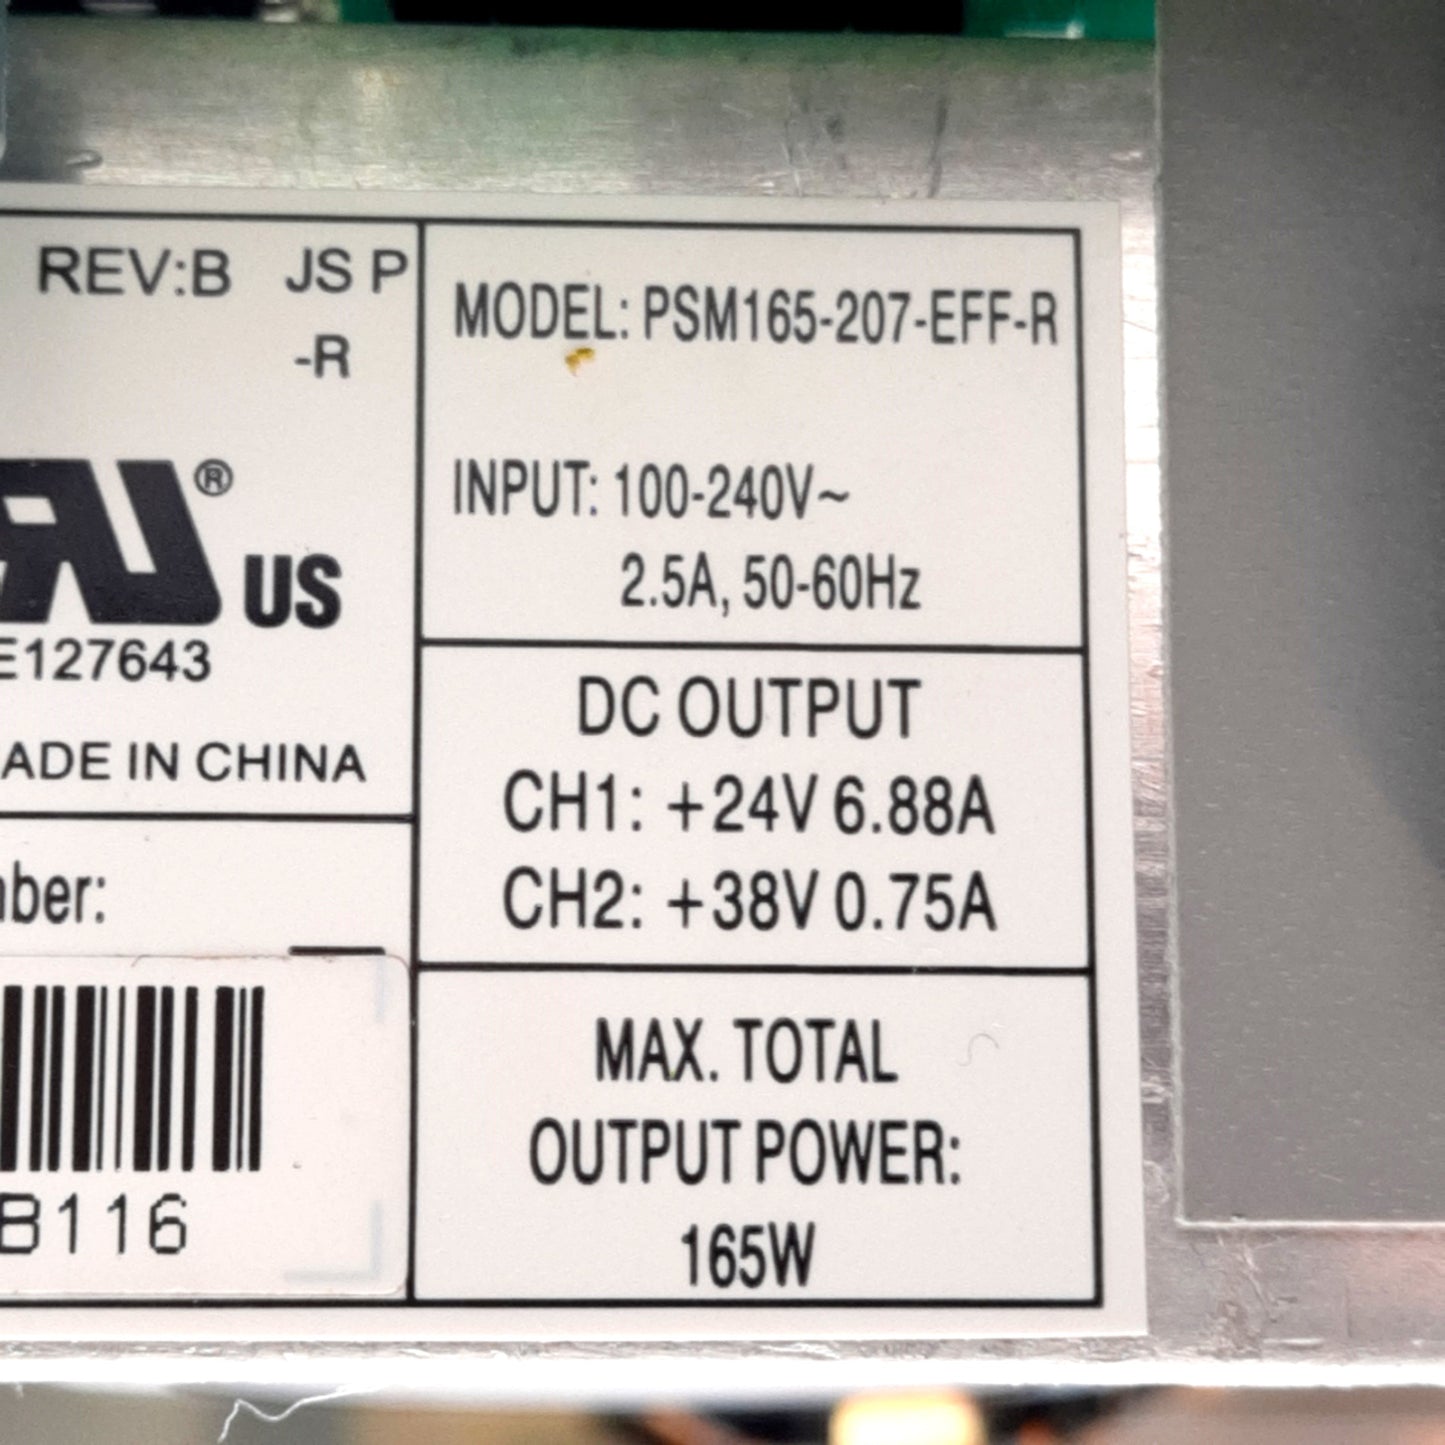 REV:B JS P
-R
®
US
E127643
ADE IN CHINA
ber:
B116
MODEL: PSM165-207-EFF-R
INPUT: 100-240V~
2.5A, 50-60Hz
DC OUTPUT
CH1: +24V 6.88A
CH2: +38V 0.75A
MAX. TOTAL
OUTPUT POWER:
165W